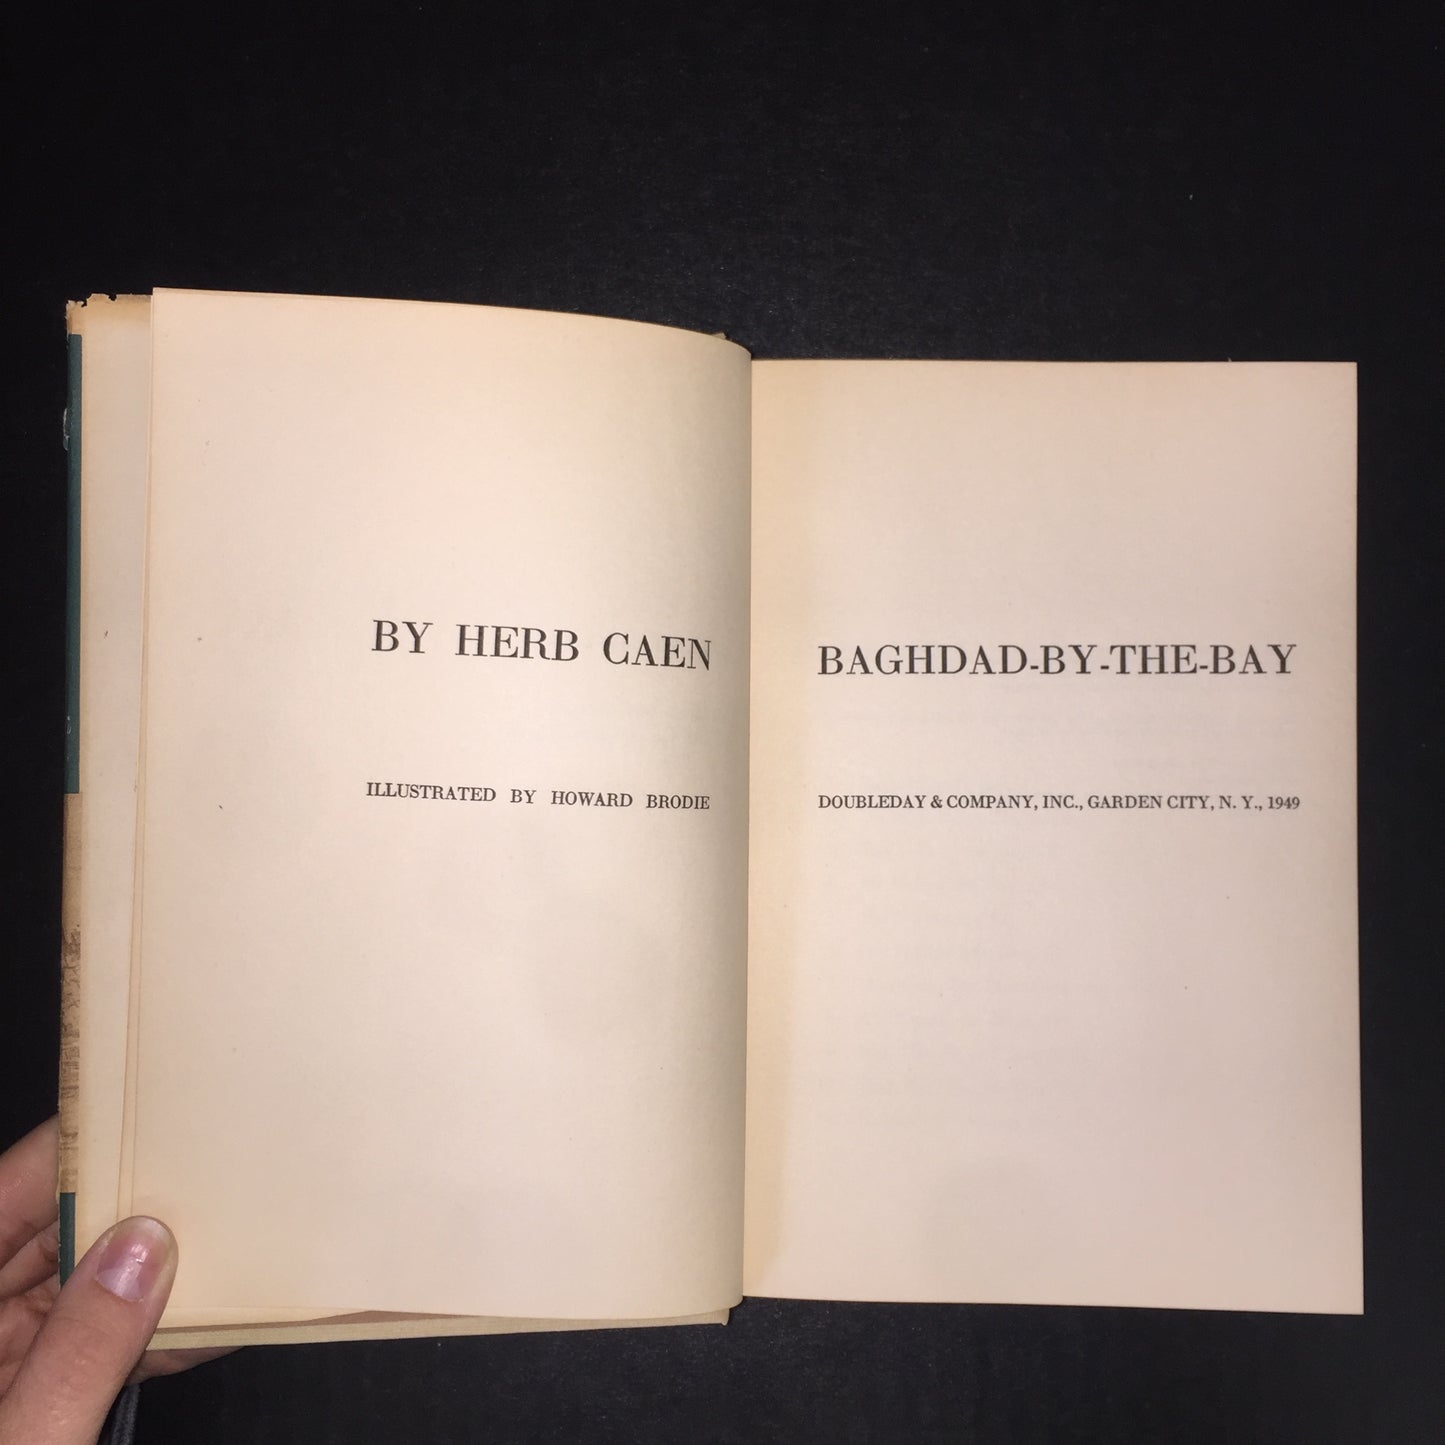 BY HERB CAEN
ILLUSTRATED BY HOWARD BRODIE
BAGHDAD-BY-THE-BAY
DOUBLEDAY & COMPANY, INC., GARDEN CITY, N. Y., 1949